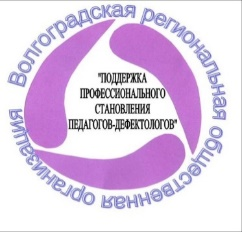 Волгоградская региональная общественная организация
"ПОДДЕРЖКА
ПРОФЕССИОНАЛЬНОГО
СТАНОВЛЕНИЯ
ПЕДАГОГОВ-ДЕФЕКТОЛОГОВ"